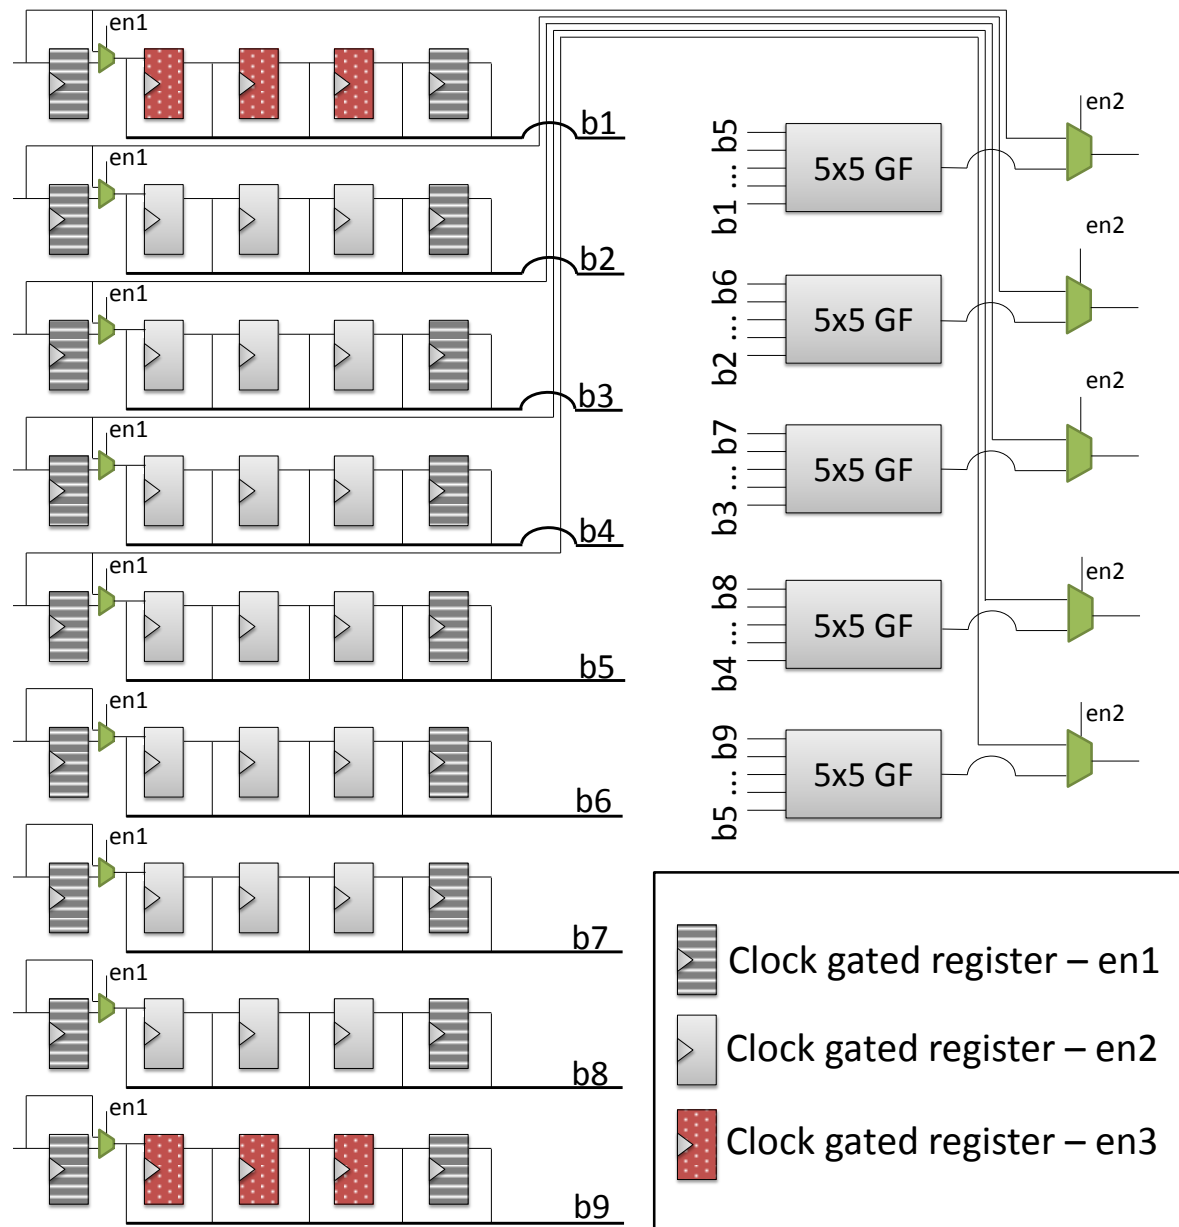 en1
b1
en1
b2
en1
b3
en1
b4
en1
b5
en1
b6
en1
b7
en1
b8
en1
b9
b1 ... b5
5x5 GF
en2
b2 ... b6
5x5 GF
en2
b3 ... b7
5x5 GF
en2
b4 ... b8
5x5 GF
en2
b5 ... b9
5x5 GF
en2
Clock gated register – en1
Clock gated register – en2
Clock gated register – en3